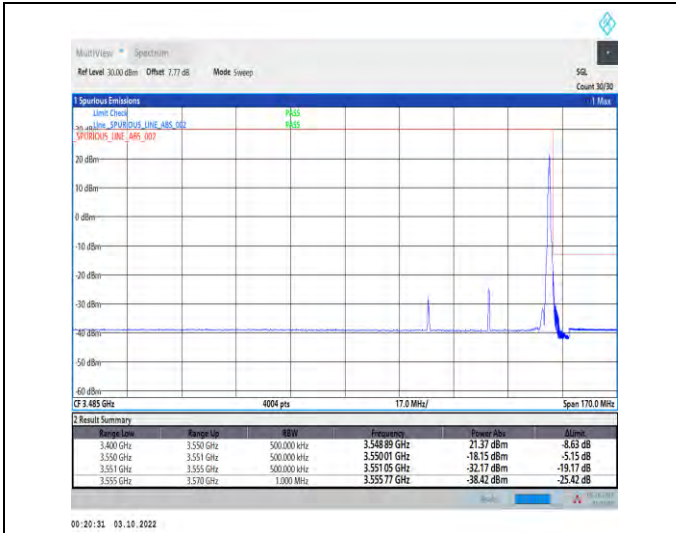 MultiView Spectrum
Ref Level 30.00 dBm Offset 7.77 dB Mode Sweep SGL
Count 30/30
1 Spurious Emissions 1 Max
Limit Check PASS
Line _SPURIOUS_LINE_ABS_002 PASS
_SPURIOUS_LINE_ABS_002
20 dBm
10 dBm
0 dBm
-10 dBm
-20 dBm
-30 dBm
-40 dBm
-50 dBm
-60 dBm
CF 3.485 GHz 4004 pts 17.0 MHz/ Span 170.0 MHz
2 Result Summary
Range Low Range Up RBW Frequency Power Abs ΔLimit
3.400 GHz 3.550 GHz 500.000 kHz 3.548 89 GHz 21.37 dBm -8.63 dB
3.550 GHz 3.551 GHz 500.000 kHz 3.55001 GHz -18.15 dBm -5.15 dB
3.551 GHz 3.555 GHz 500.000 kHz 3.551 05 GHz -32.17 dBm -19.17 dB
3.555 GHz 3.570 GHz 1.000 MHz 3.555 77 GHz -38.42 dBm -25.42 dB
00:20:31 03.10.2022